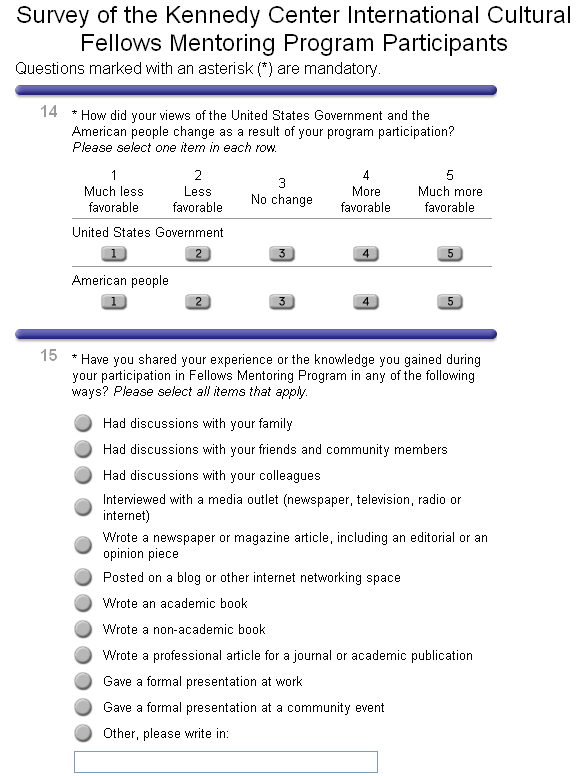 Survey of the Kennedy Center International Cultural
Fellows Mentoring Program Participants
Questions marked with an asterisk (*) are mandatory.
14 * How did your views of the United States Government and the
American people change as a result of your program participation?
Please select one item in each row.
1 2 3 4 5
Much less favorable Less favorable No change More favorable Much more favorable
United States Government
1 2 3 4 5
American people
1 2 3 4 5
15 * Have you shared your experience or the knowledge you gained during
your participation in Fellows Mentoring Program in any of the following
ways? Please select all items that apply.
Had discussions with your family
Had discussions with your friends and community members
Had discussions with your colleagues
Interviewed with a media outlet (newspaper, television, radio or
internet)
Wrote a newspaper or magazine article, including an editorial or an
opinion piece
Posted on a blog or other internet networking space
Wrote an academic book
Wrote a non-academic book
Wrote a professional article for a journal or academic publication
Gave a formal presentation at work
Gave a formal presentation at a community event
Other, please write in: